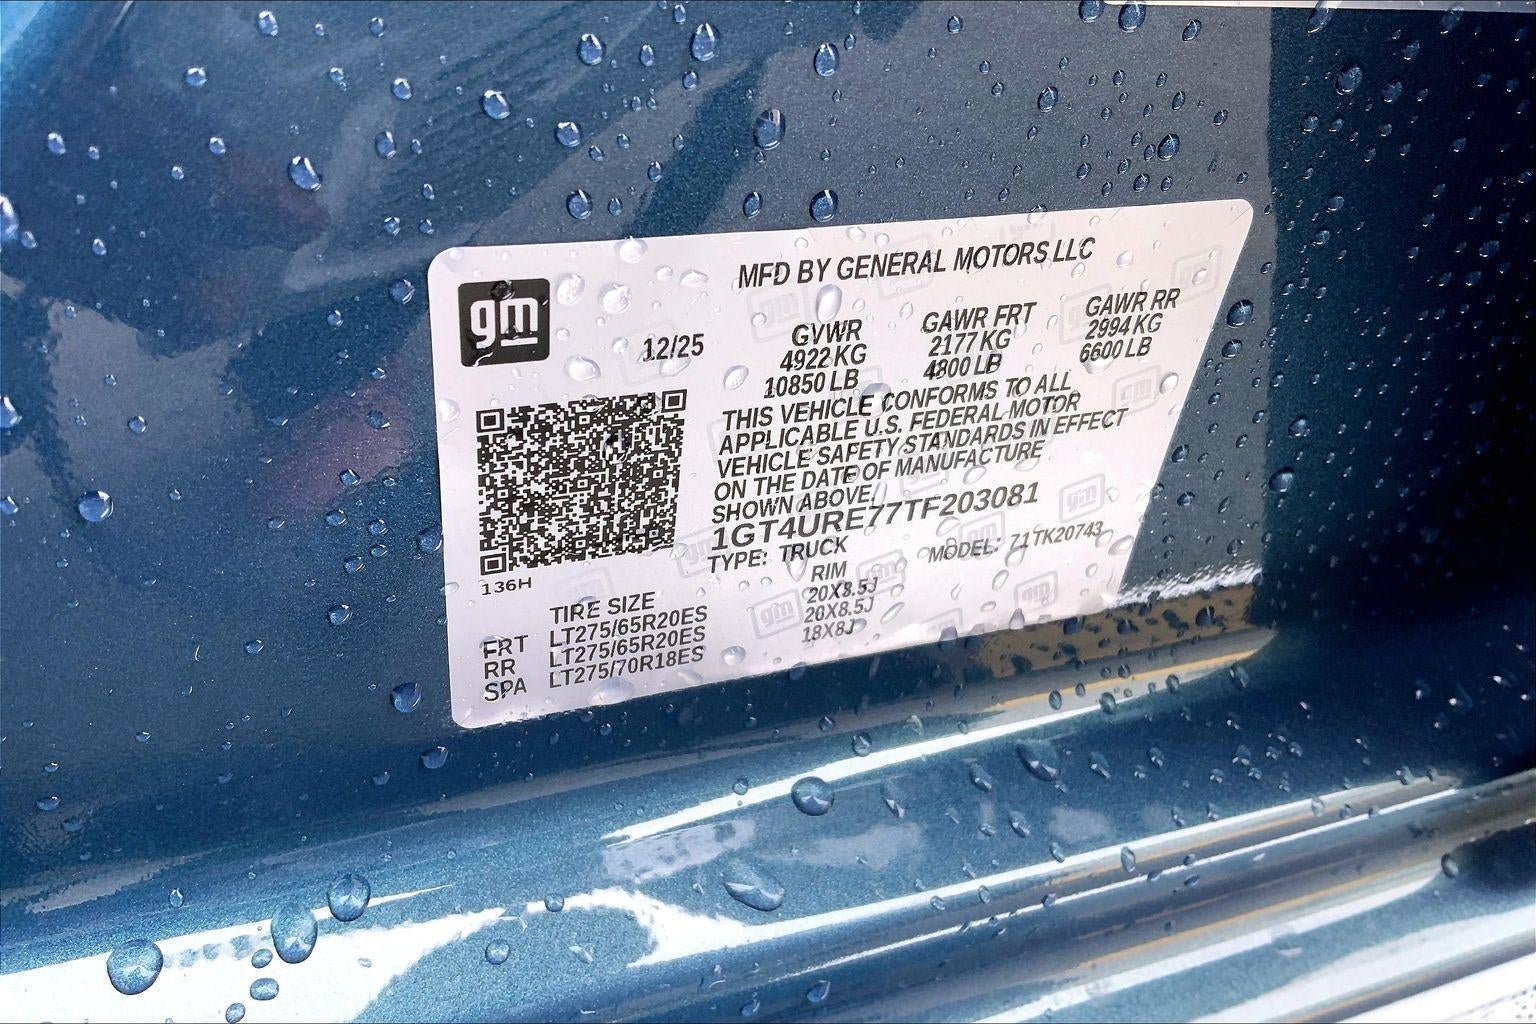 gm
MFD BY GENERAL MOTORS LLC
12/25
GVWR GAWR FRT GAWR RR
4922 KG 2177 KG 2994 KG
10850 LB 4800 LB 6600 LB
THIS VEHICLE CONFORMS TO ALL
APPLICABLE U.S. FEDERAL MOTOR
VEHICLE SAFETY STANDARDS IN EFFECT
ON THE DATE OF MANUFACTURE
SHOWN ABOVE.
1GT4URE77TF203081
TYPE: TRUCK MODEL: 71TK20743
136H
TIRE SIZE RIM
FRT LT275/65R20ES 20X8.5J
RR LT275/65R20ES 20X8.5J
SPA LT275/70R18ES 18X8J